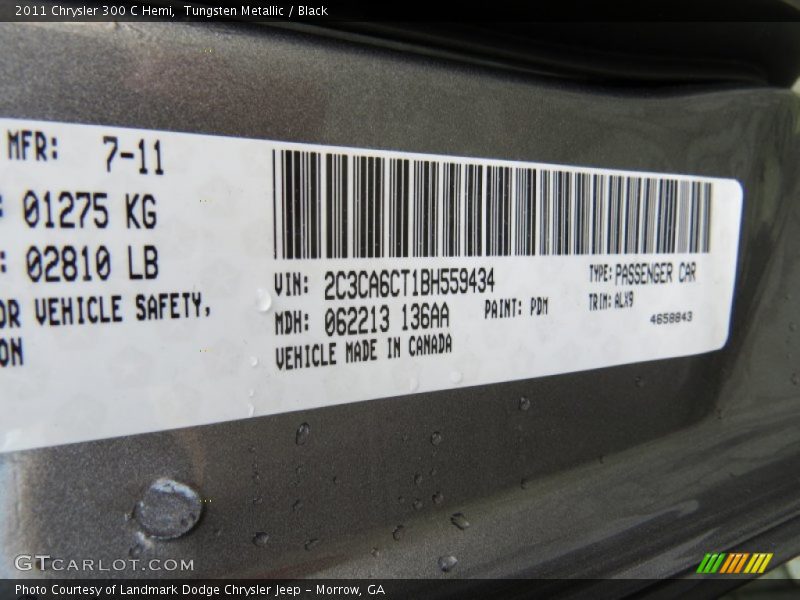 2011 Chrysler 300 C Hemi,  Tungsten Metallic / Black
MFR: 7-11
: 01275 KG
: 02810 LB
OR VEHICLE SAFETY,
ON
VIN: 2C3CA6CT1BH559434
TYPE: PASSENGER CAR
MDH: 062213 136AA
PAINT: PDM
TRIM: ALX9
4658843
VEHICLE MADE IN CANADA
GTCARLOT.COM
Photo Courtesy of Landmark Dodge Chrysler Jeep – Morrow, GA